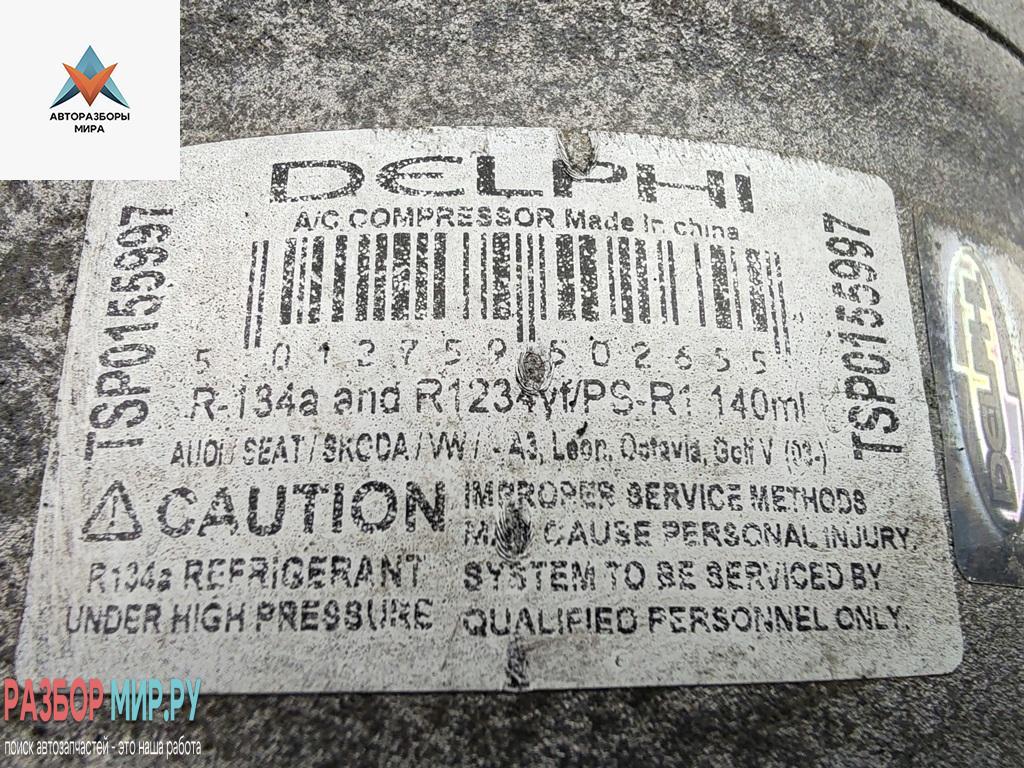 АВТОРАЗБОРЫ
МИРА
DELPHI
A/C COMPRESSOR Made in china
TSP0155997
TSP0155997
5 012759 602655
R-134a and R1234yf/PS-R1 140ml
AUDI/SEAT/SKODA/VW/ - A3, Leon, Octavia, Golf V (03-)
CAUTION
IMPROPER SERVICE METHODS
MAY CAUSE PERSONAL INJURY.
SYSTEM TO BE SERVICED BY
QUALIFIED PERSONNEL ONLY.
R134a REFRIGERANT
UNDER HIGH PRESSURE
DELPHI
РАЗБОР МИР.РУ
поиск автозапчастей - это наша работа